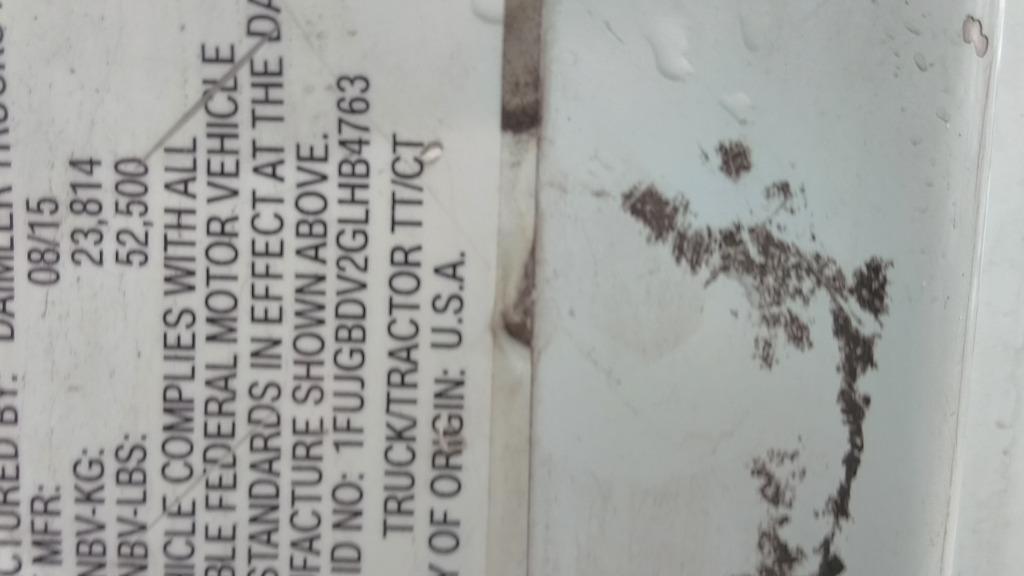 CTURED BY: DAIMLER TRUCKS
MFR: 08/15
NBV-KG: 23,814
NBV-LBS: 52,500
HICLE COMPLIES WITH ALL
BLE FEDERAL MOTOR VEHICLE
STANDARDS IN EFFECT AT THE DA
FACTURE SHOWN ABOVE.
ID NO: 1FUJGBDV2GLHB4763
TRUCK/TRACTOR TT/CT
Y OF ORIGIN: U.S.A.